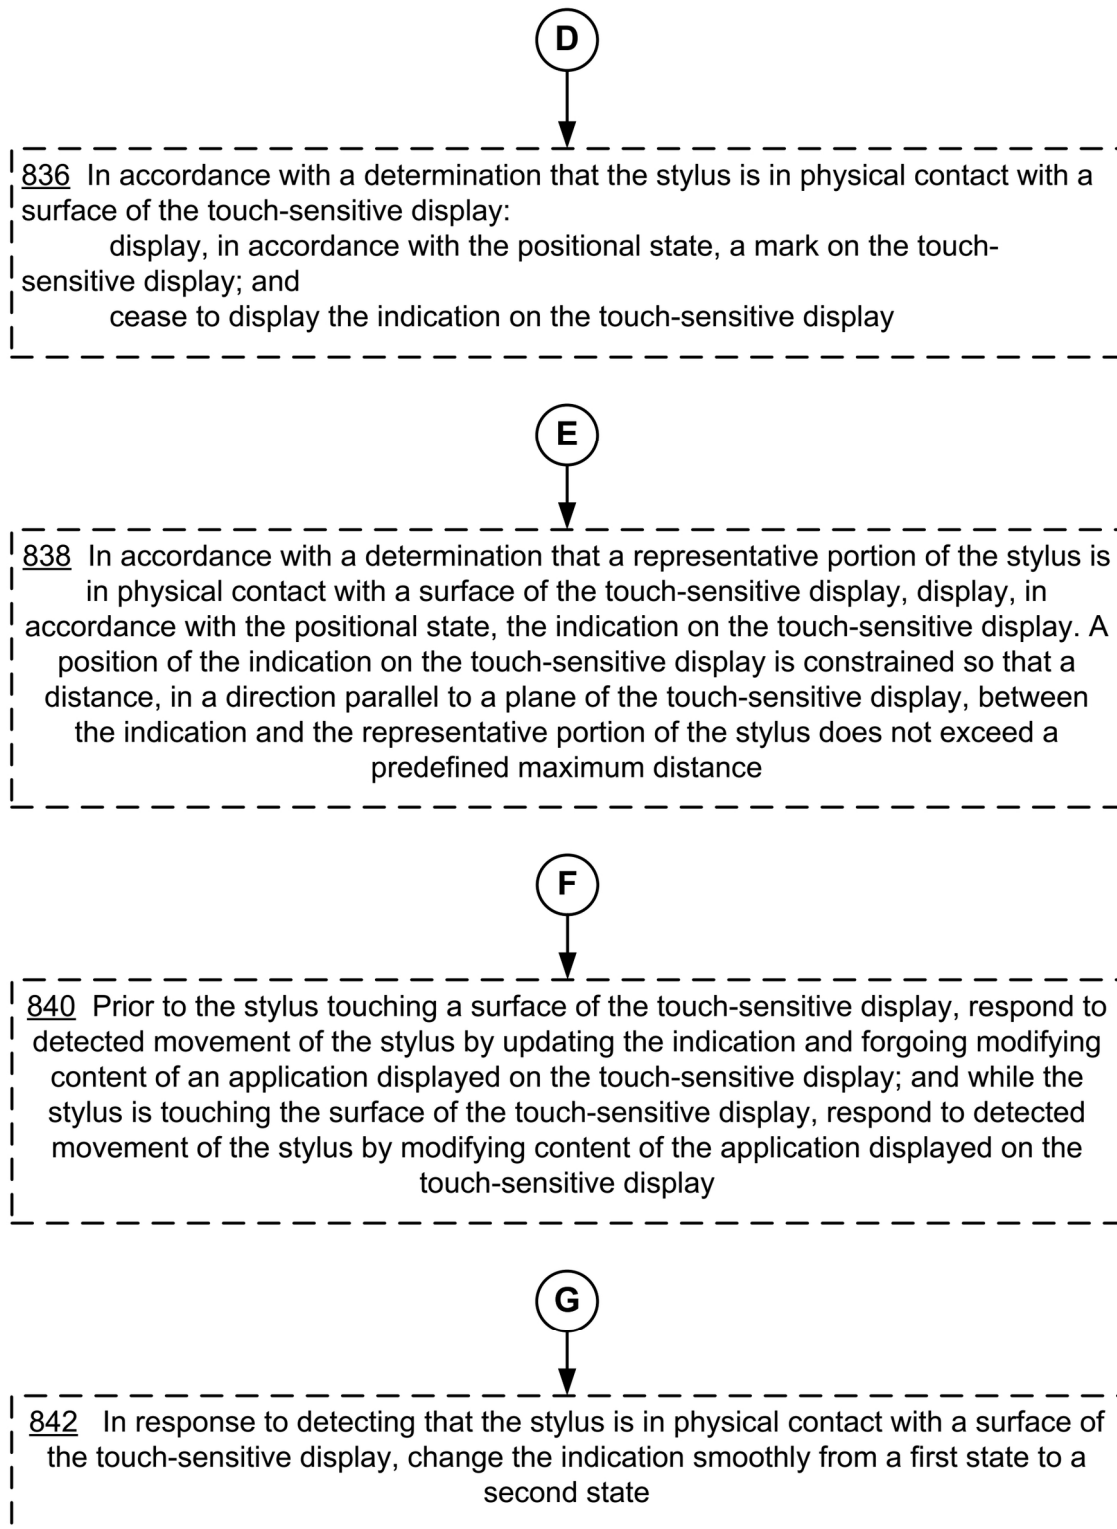 D
836 In accordance with a determination that the stylus is in physical contact with a
surface of the touch-sensitive display:
display, in accordance with the positional state, a mark on the touch-
sensitive display; and
cease to display the indication on the touch-sensitive display
E
838 In accordance with a determination that a representative portion of the stylus is
in physical contact with a surface of the touch-sensitive display, display, in
accordance with the positional state, the indication on the touch-sensitive display. A
position of the indication on the touch-sensitive display is constrained so that a
distance, in a direction parallel to a plane of the touch-sensitive display, between
the indication and the representative portion of the stylus does not exceed a
predefined maximum distance
F
840 Prior to the stylus touching a surface of the touch-sensitive display, respond to
detected movement of the stylus by updating the indication and forgoing modifying
content of an application displayed on the touch-sensitive display; and while the
stylus is touching the surface of the touch-sensitive display, respond to detected
movement of the stylus by modifying content of the application displayed on the
touch-sensitive display
G
842 In response to detecting that the stylus is in physical contact with a surface of
the touch-sensitive display, change the indication smoothly from a first state to a
second state